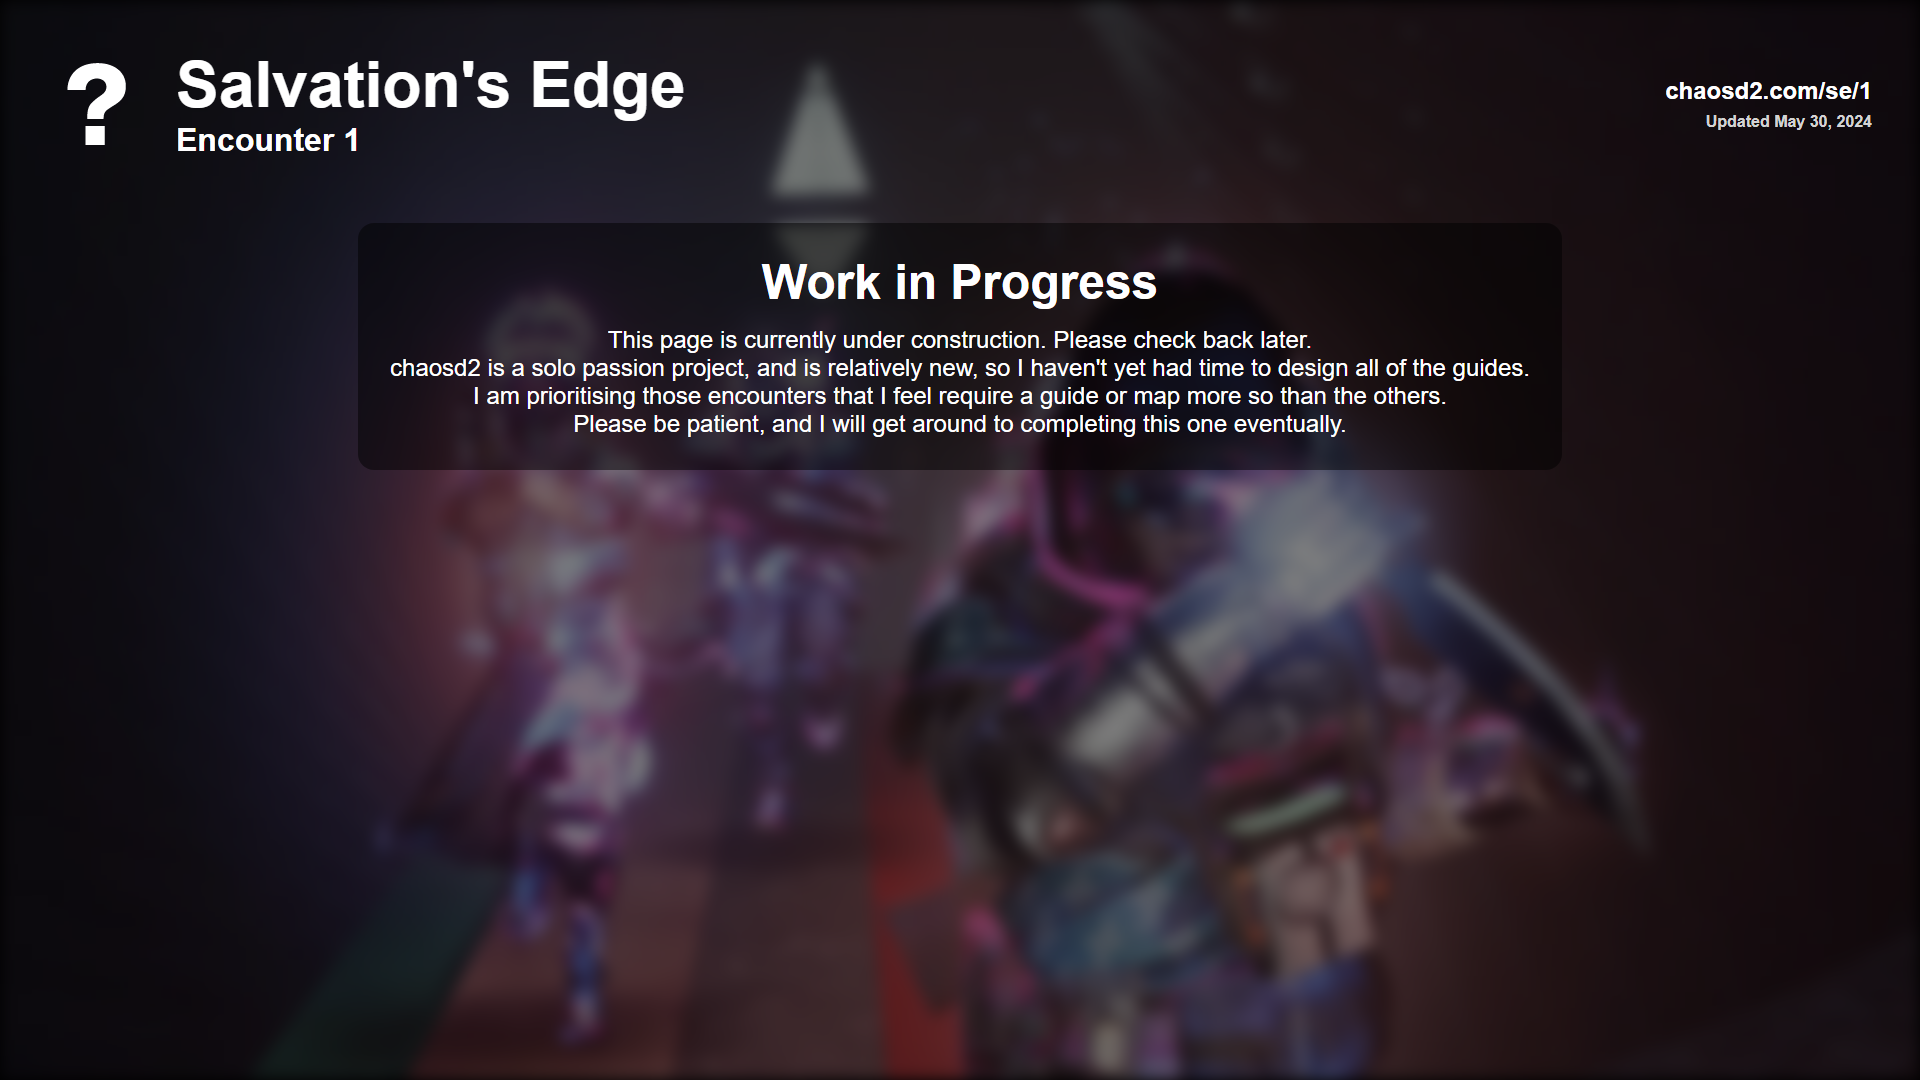 ?
Salvation's Edge
Encounter 1
chaosd2.com/se/1
Updated May 30, 2024
Work in Progress
This page is currently under construction. Please check back later.
chaosd2 is a solo passion project, and is relatively new, so I haven't yet had time to design all of the guides.
I am prioritising those encounters that I feel require a guide or map more so than the others.
Please be patient, and I will get around to completing this one eventually.